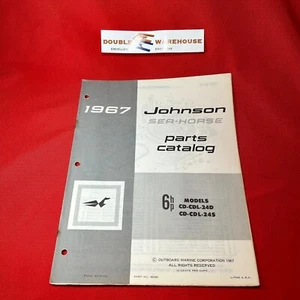 DOUBLE WAREHOUSE
1967
Johnson
SEA-HORSE
parts
catalog
6 hp MODELS
CD-CDL-24D
CD-CDL-24S
© OUTBOARD MARINE CORPORATION 1967
ALL RIGHTS RESERVED